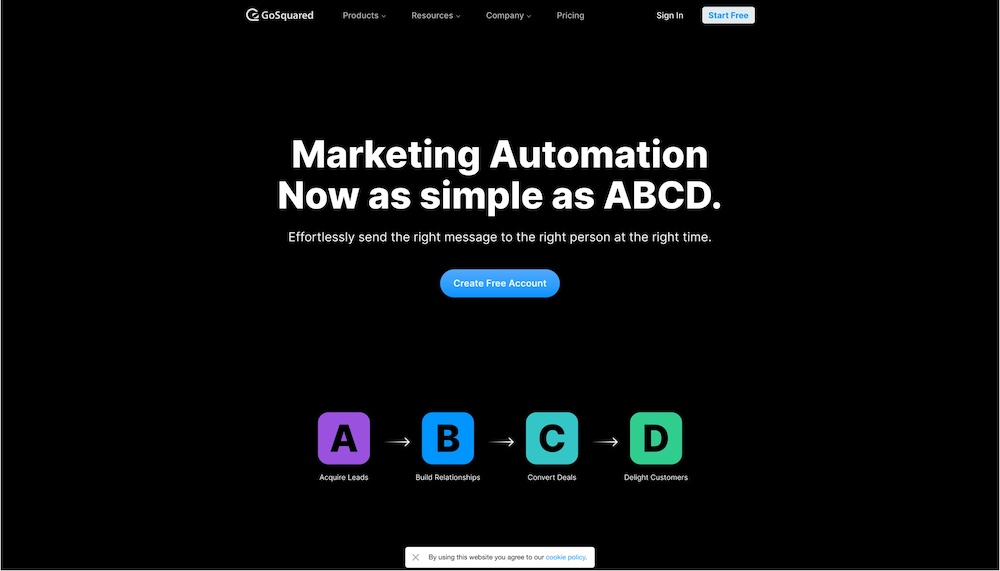 GoSquared Products Resources Company Pricing Sign In Start Free
Marketing Automation
Now as simple as ABCD.
Effortlessly send the right message to the right person at the right time.
Create Free Account
A B C D
Acquire Leads Build Relationships Convert Deals Delight Customers
By using this website you agree to our cookie policy.